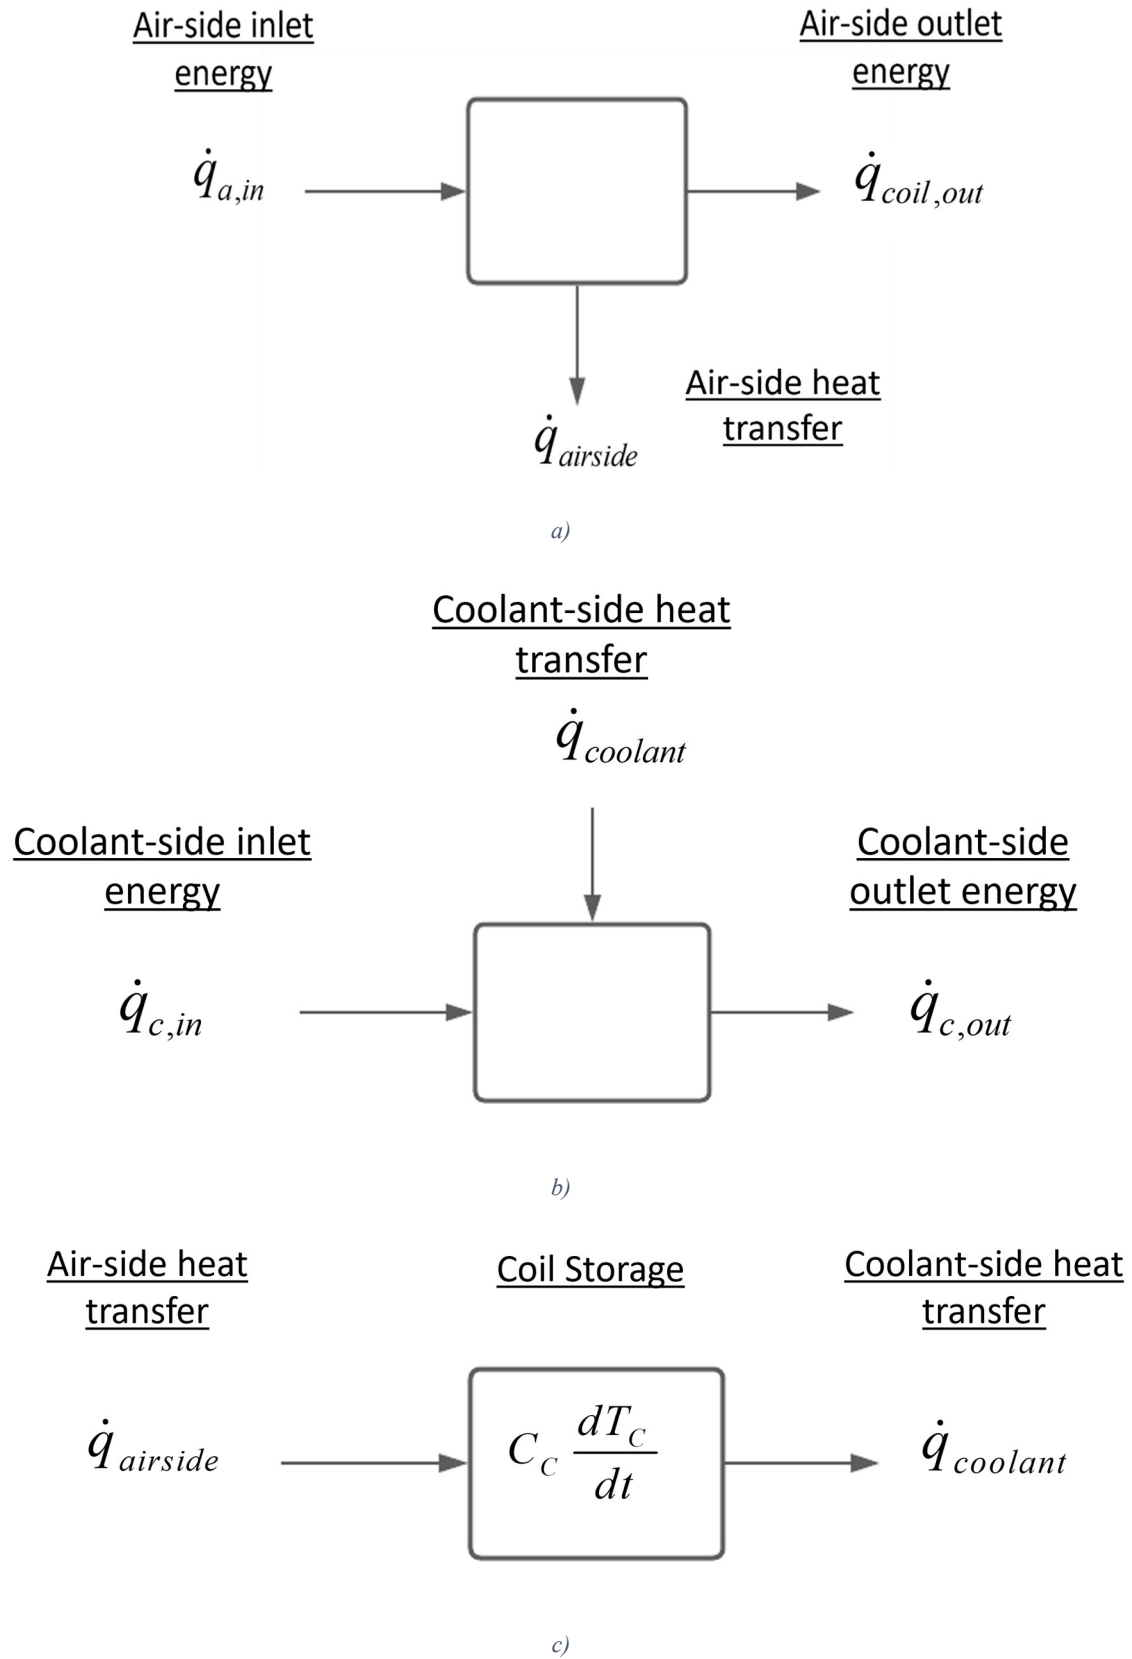 Air-side inlet
energy
Air-side outlet
energy
q̇a,in
q̇coil,out
Air-side heat
transfer
q̇airside
a)
Coolant-side heat
transfer
q̇coolant
Coolant-side inlet
energy
Coolant-side
outlet energy
q̇c,in
q̇c,out
b)
Air-side heat
transfer
Coil Storage
Coolant-side heat
transfer
q̇airside
CC dTC/dt
q̇coolant
c)